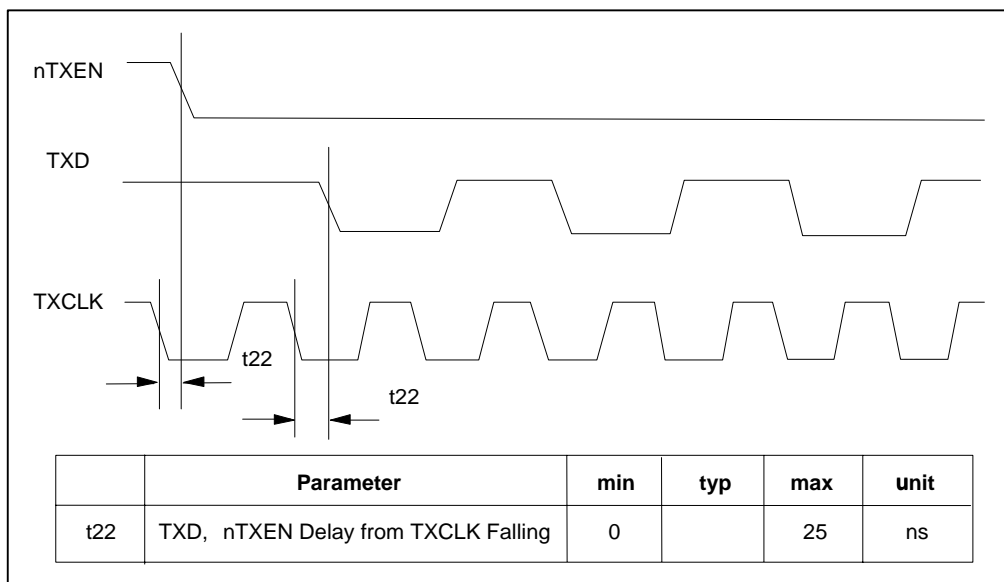 nTXEN
TXD
TXCLK
t22
t22
Parameter min typ max unit
t22 TXD, nTXEN Delay from TXCLK Falling 0 25 ns